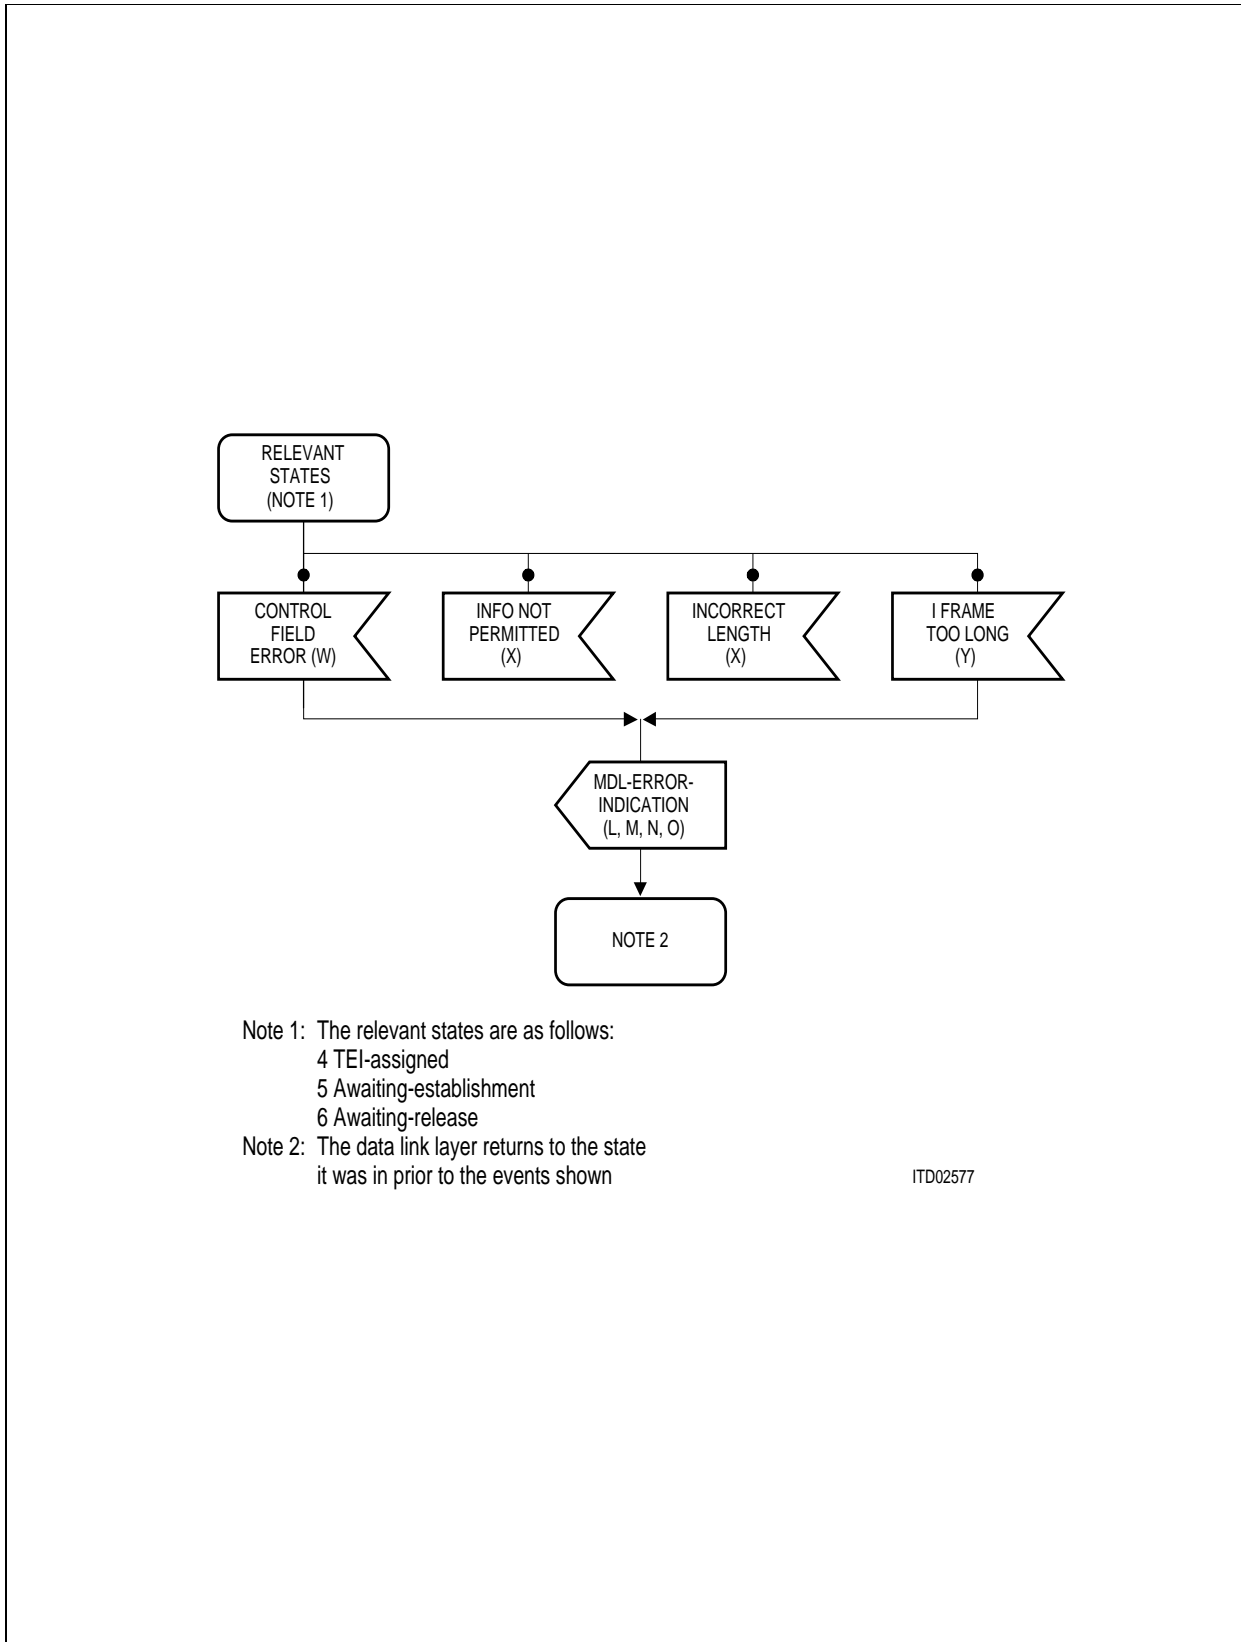 RELEVANT
STATES
(NOTE 1)
CONTROL
FIELD
ERROR (W)
INFO NOT
PERMITTED
(X)
INCORRECT
LENGTH
(X)
I FRAME
TOO LONG
(Y)
MDL-ERROR-
INDICATION
(L, M, N, O)
NOTE 2
Note 1: The relevant states are as follows:
4 TEI-assigned
5 Awaiting-establishment
6 Awaiting-release
Note 2: The data link layer returns to the state
it was in prior to the events shown
ITD02577